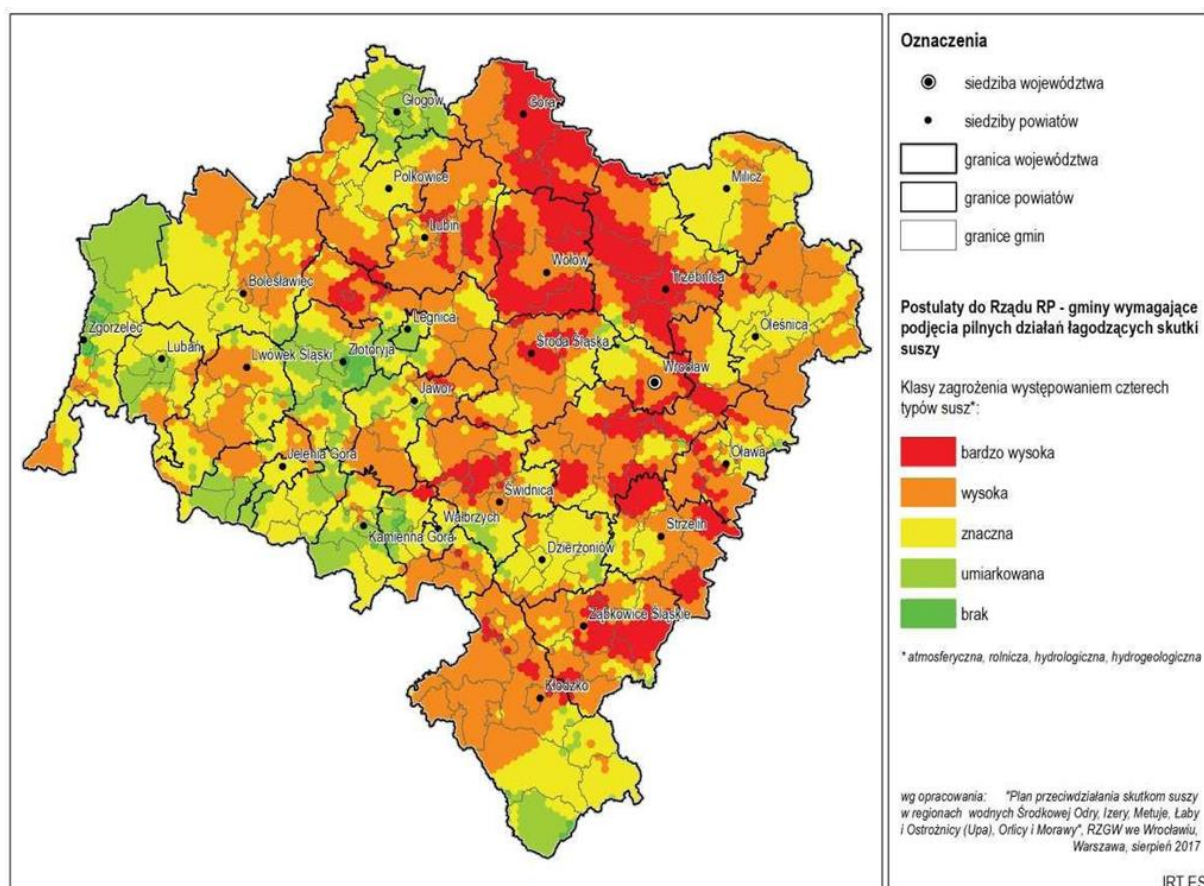 Głogów
Góra
Polkowice
Milicz
Lubin
Wołów
Bolesławiec
Trzebnica
Legnica
Zgorzelec
Oleśnica
Lubań
Lwówek Śląski
Złotoryja
Środa Śląska
Wrocław
Jawor
Jelenia Góra
Oława
Świdnica
Wałbrzych
Kamienna Góra
Strzelin
Dzierżoniów
Ząbkowice Śląskie
Kłodzko
Oznaczenia
siedziba województwa
siedziby powiatów
granica województwa
granice powiatów
granice gmin
Postulaty do Rządu RP - gminy wymagające
podjęcia pilnych działań łagodzących skutki
suszy
Klasy zagrożenia występowaniem czterech
typów susz*:
bardzo wysoka
wysoka
znaczna
umiarkowana
brak
* atmosferyczna, rolnicza, hydrologiczna, hydrogeologiczna
wg opracowania: "Plan przeciwdziałania skutkom suszy
w regionach wodnych Środkowej Odry, Izery, Metuje, Łaby
i Ostrożnicy (Upa), Orlicy i Morawy", RZGW we Wrocławiu,
Warszawa, sierpień 2017
IRT ES